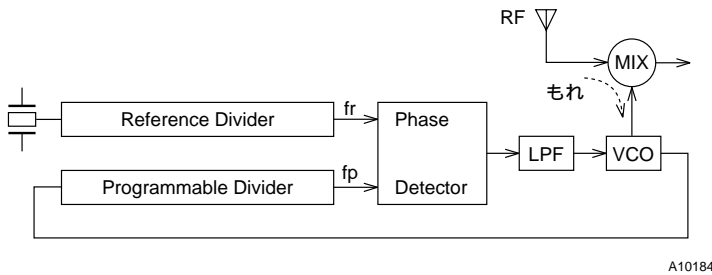 RF
MIX
もれ
Reference Divider
fr
Phase
Detector
LPF
VCO
Programmable Divider
fp
A10184